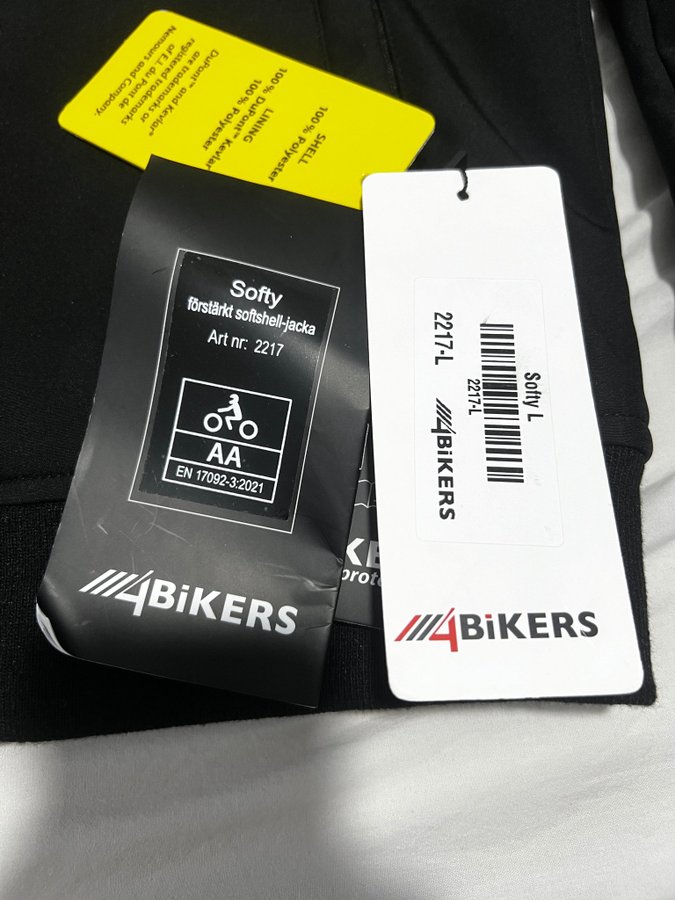 SHELL
100% Polyester
LINING
100% DuPont™ Kevlar
100% Polyester
DuPont™ and Kevlar®
are trademarks or
registered trademarks
of E.I. du Pont de
Nemours and Company.
Softy
förstärkt softshell-jacka
Art nr: 2217
AA
EN 17092-3:2021
4BiKERS
Softy L
2217-L
2217-L
4BiKERS
4BiKERS